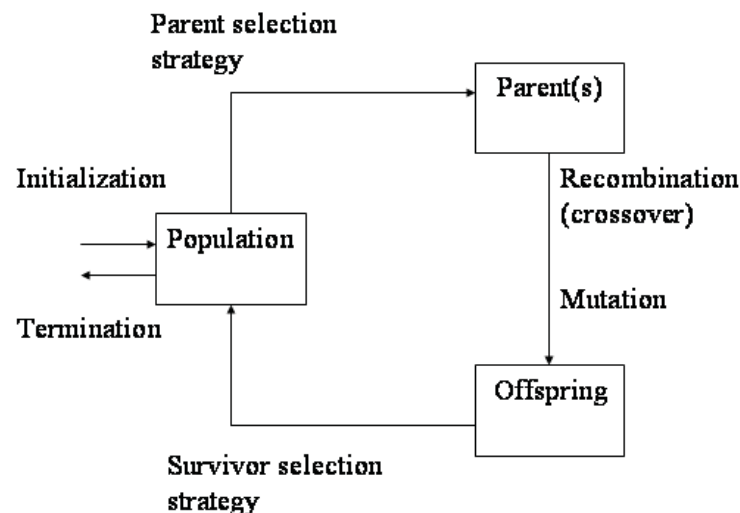 Parent selection
strategy
Parent(s)
Initialization
Recombination
(crossover)
Population
Mutation
Termination
Offspring
Survivor selection
strategy